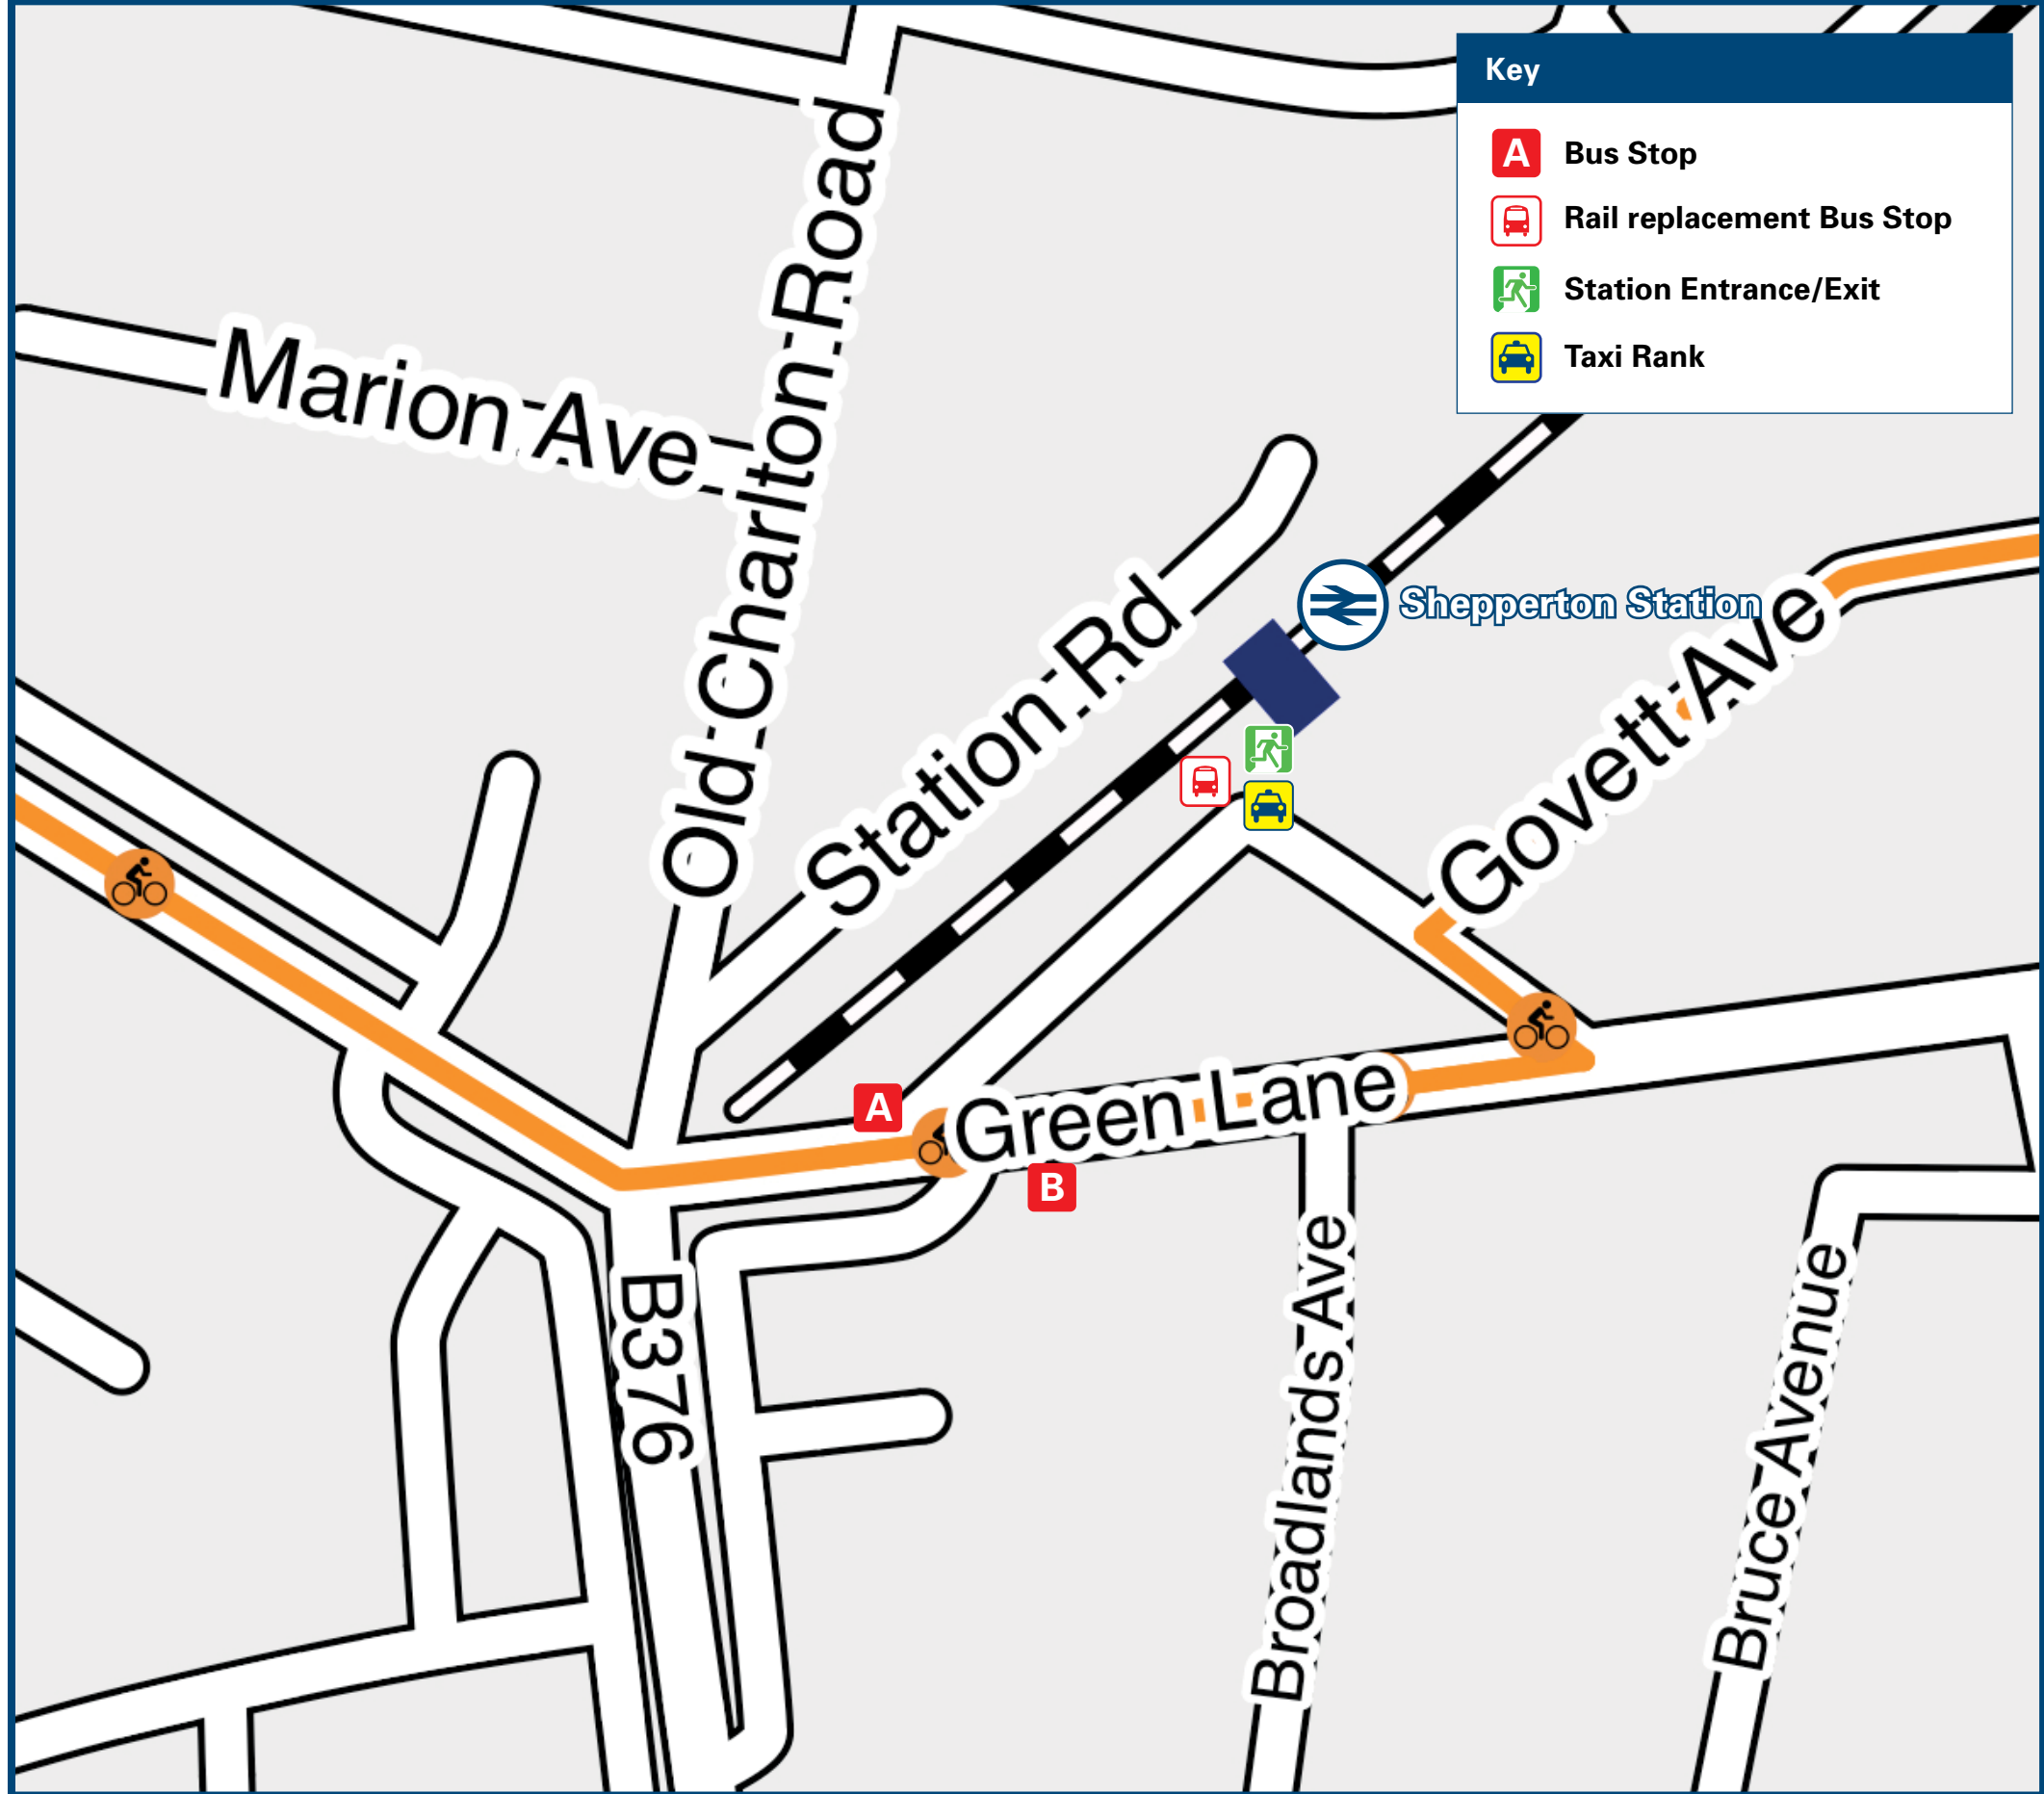 Key
A Bus Stop
Rail replacement Bus Stop
Station Entrance/Exit
Taxi Rank
Old Charlton Road
Marion Ave
Station Rd
Shepperton Station
Govett Ave
A
Green Lane
B
B376
Broadlands Ave
Bruce Avenue